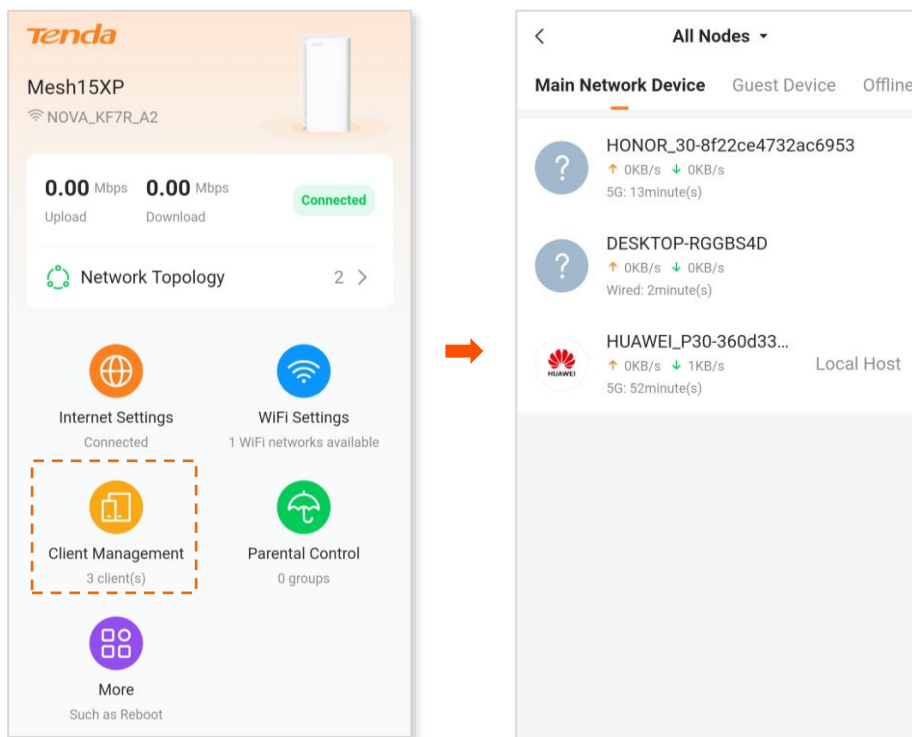 Tenda
Mesh15XP
NOVA_KF7R_A2
0.00 Mbps 0.00 Mbps
Upload Download
Connected
Network Topology 2
Internet Settings
Connected
WiFi Settings
1 WiFi networks available
Client Management
3 client(s)
Parental Control
0 groups
More
Such as Reboot
All Nodes
Main Network Device Guest Device Offline
HONOR_30-8f22ce4732ac6953
0KB/s 0KB/s
5G: 13minute(s)
DESKTOP-RGGBS4D
0KB/s 0KB/s
Wired: 2minute(s)
HUAWEI
HUAWEI_P30-360d33...
0KB/s 1KB/s
Local Host
5G: 52minute(s)